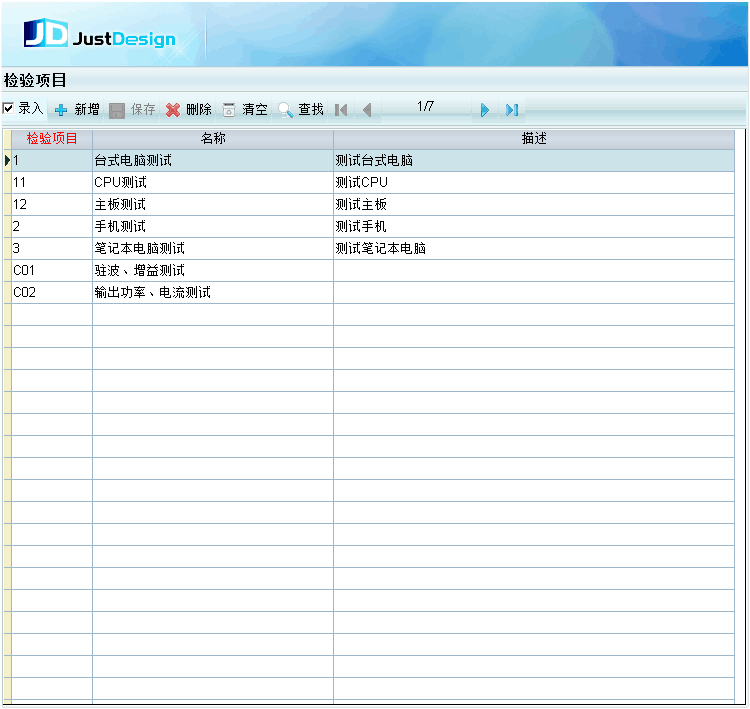 JD JustDesign
检验项目
录入 新增 保存 删除 清空 查找 1/7
检验项目 名称 描述
1 台式电脑测试 测试台式电脑
11 CPU测试 测试CPU
12 主板测试 测试主板
2 手机测试 测试手机
3 笔记本电脑测试 测试笔记本电脑
C01 驻波、增益测试
C02 输出功率、电流测试